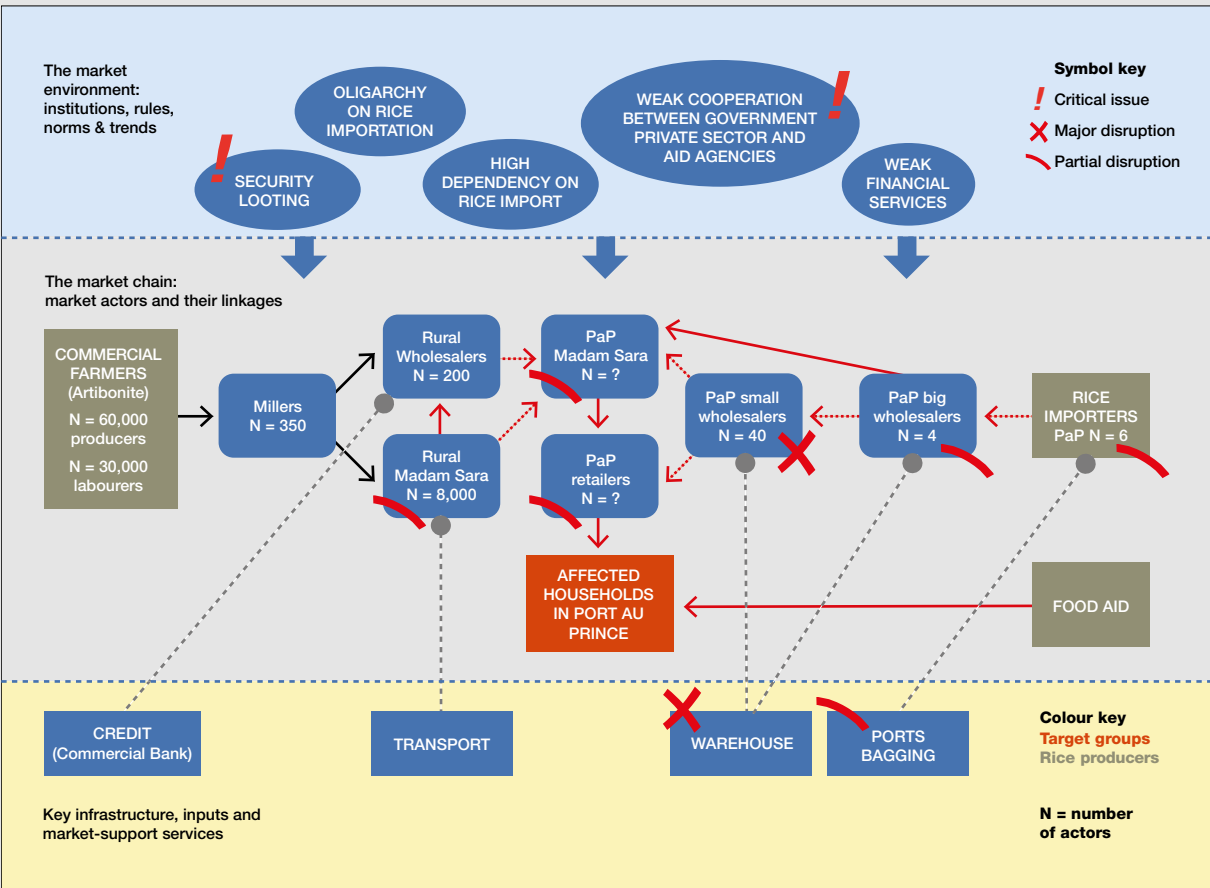 The market
environment:
institutions, rules,
norms & trends
OLIGARCHY
ON RICE
IMPORTATION
WEAK COOPERATION
BETWEEN GOVERNMENT
PRIVATE SECTOR AND
AID AGENCIES
SECURITY
LOOTING
HIGH
DEPENDENCY ON
RICE IMPORT
WEAK
FINANCIAL
SERVICES
Symbol key
! Critical issue
Major disruption
Partial disruption
The market chain:
market actors and their linkages
COMMERCIAL
FARMERS
(Artibonite)
N = 60,000
producers
N = 30,000
labourers
Millers
N = 350
Rural
Wholesalers
N = 200
Rural
Madam Sara
N = 8,000
PaP
Madam Sara
N = ?
PaP
retailers
N = ?
PaP small
wholesalers
N = 40
PaP big
wholesalers
N = 4
RICE
IMPORTERS
PaP N = 6
AFFECTED
HOUSEHOLDS
IN PORT AU
PRINCE
FOOD AID
CREDIT
(Commercial Bank)
TRANSPORT
WAREHOUSE
PORTS
BAGGING
Colour key
Target groups
Rice producers
Key infrastructure, inputs and
market-support services
N = number
of actors